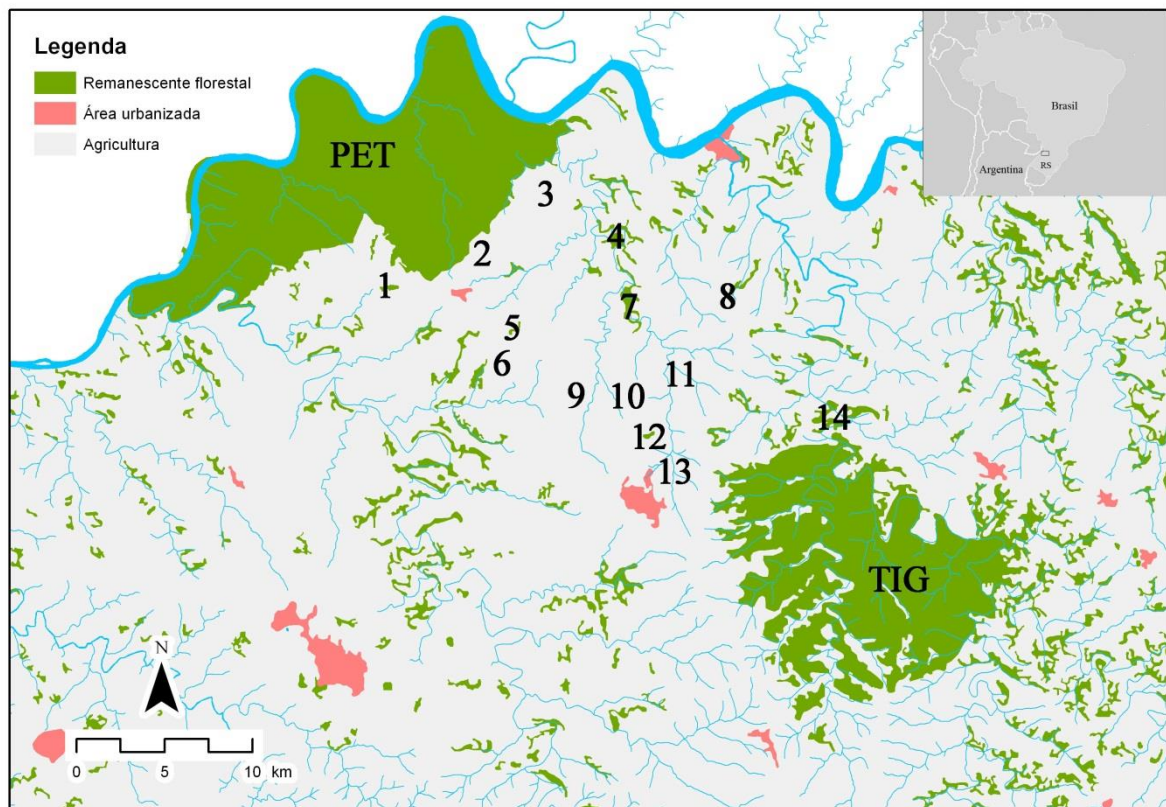 Legenda
Remanescente florestal
Área urbanizada
Agricultura
Brasil
Argentina
RS
PET
TIG
1
2
3
4
5
6
7
8
9
10
11
12
13
14
N
0 5 10 km